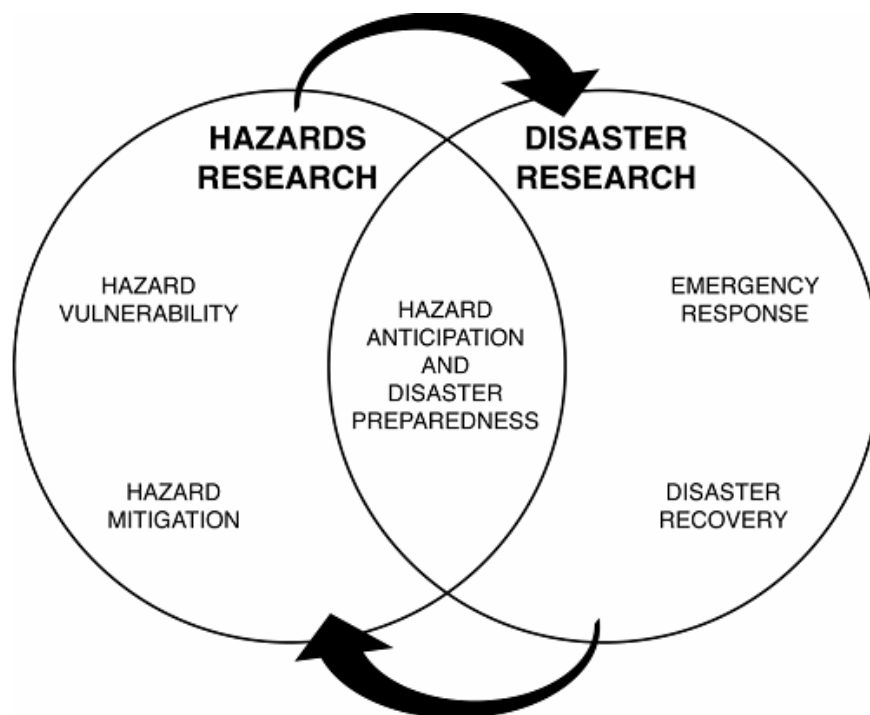 HAZARDS
RESEARCH
DISASTER
RESEARCH
HAZARD
VULNERABILITY
HAZARD
ANTICIPATION
AND
DISASTER
PREPAREDNESS
EMERGENCY
RESPONSE
HAZARD
MITIGATION
DISASTER
RECOVERY